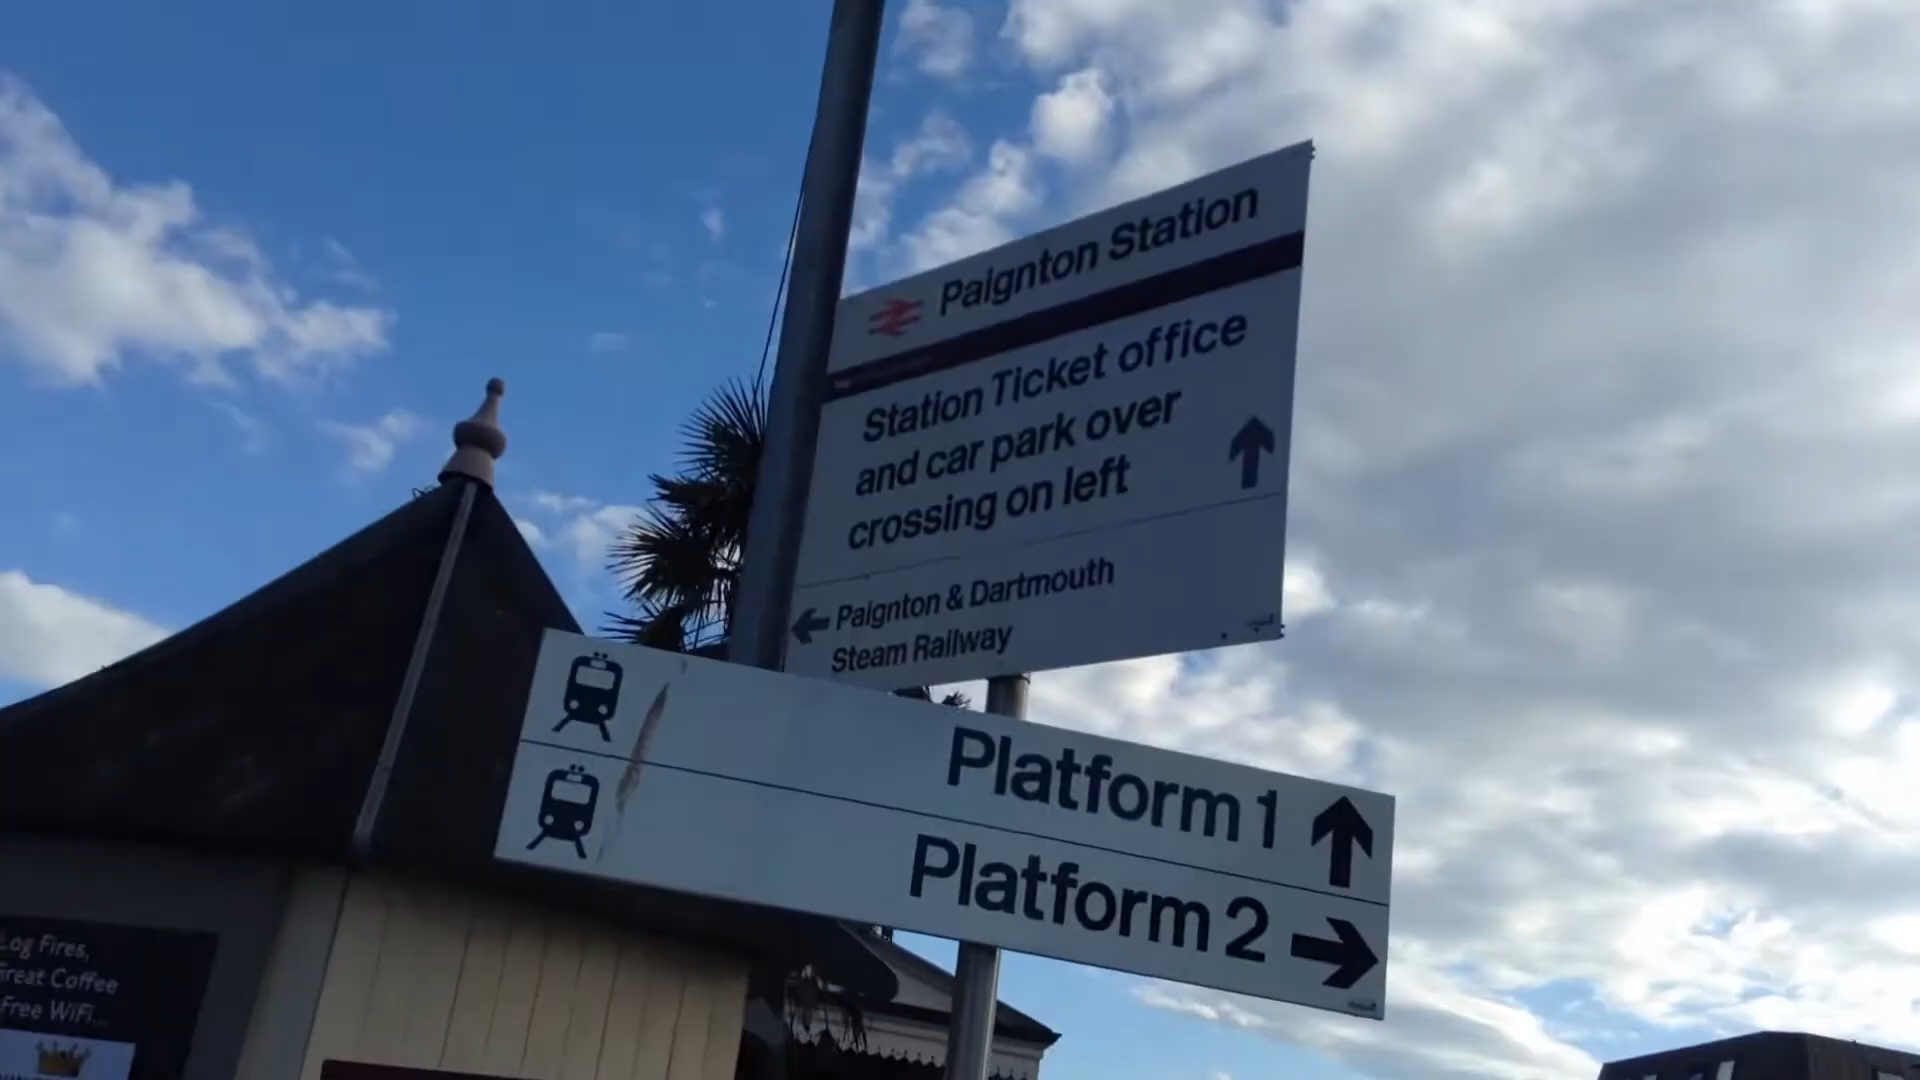 Paignton Station
Station Ticket office
and car park over
crossing on left
Paignton & Dartmouth
Steam Railway
Platform 1
Platform 2
Log Fires,
Great Coffee
Free WiFi...